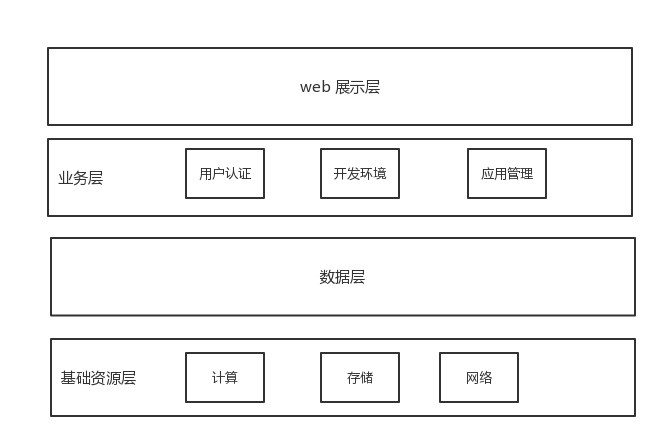 web 展示层
业务层
用户认证
开发环境
应用管理
数据层
基础资源层
计算
存储
网络